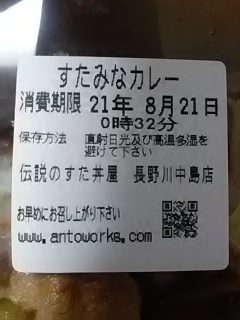 すたみなカレー
消費期限 21年 8月21日
0時32分
保存方法 直射日光及び高温多湿を
避けて下さい
伝説のすた丼屋 長野川中島店
お早めにお召し上がり下さい
www.antoworks.com